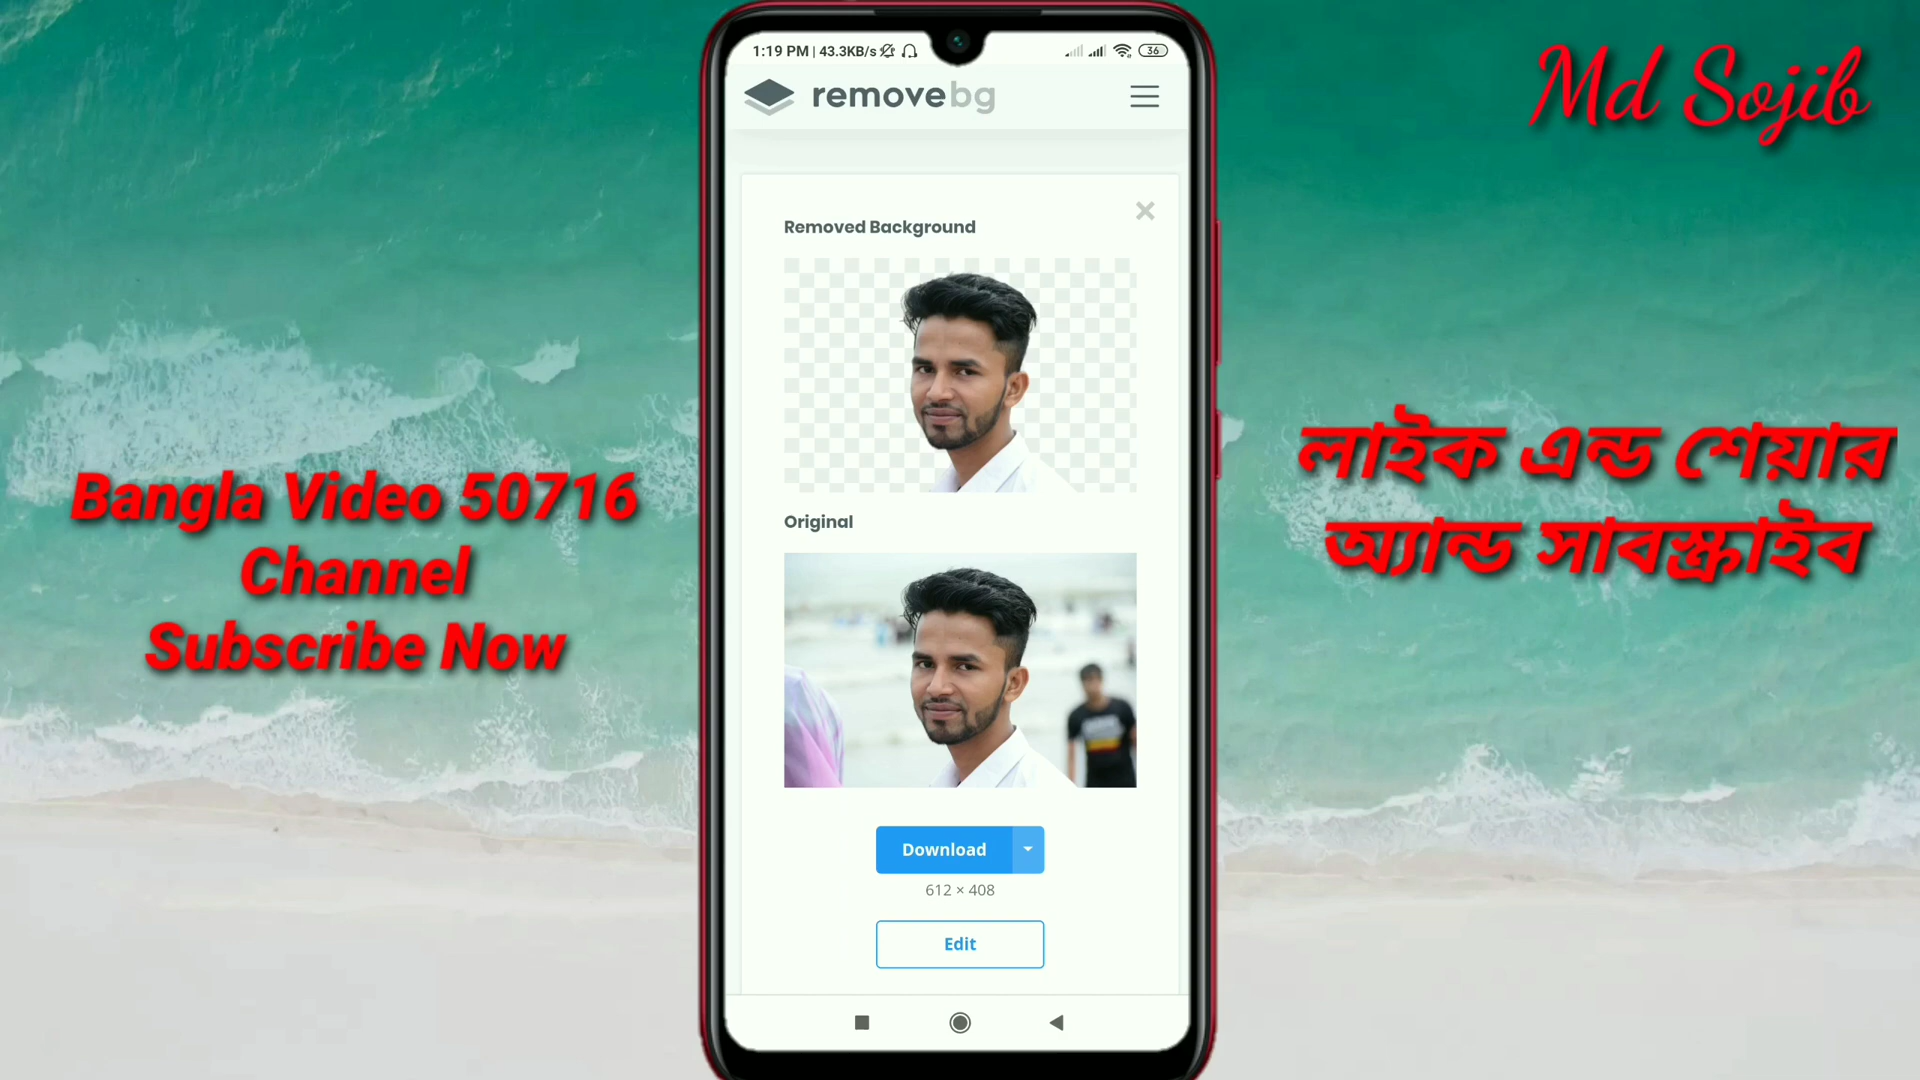 1:19 PM | 43.3KB/s
36
removebg
Md Sojib
Removed Background
Original
Bangla Video 50716
Channel
Subscribe Now
লাইক এন্ড শেয়ার
অ্যান্ড সাবস্ক্রাইব
Download
612 × 408
Edit